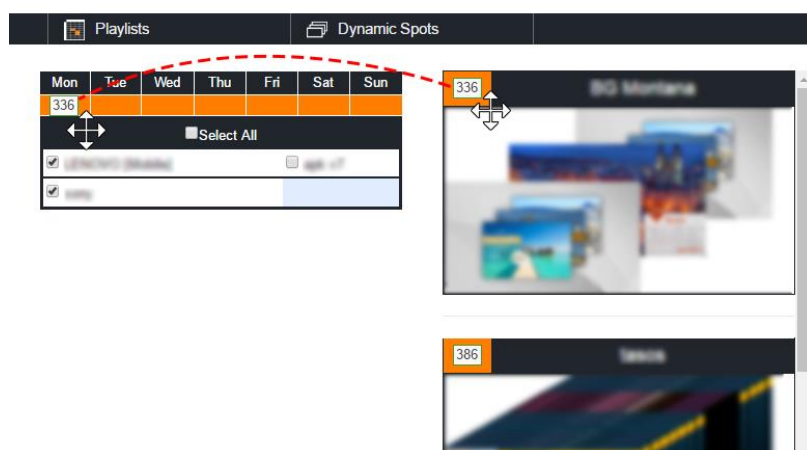 Playlists Dynamic Spots
Mon Tue Wed Thu Fri Sat Sun
336
Select All
336
386